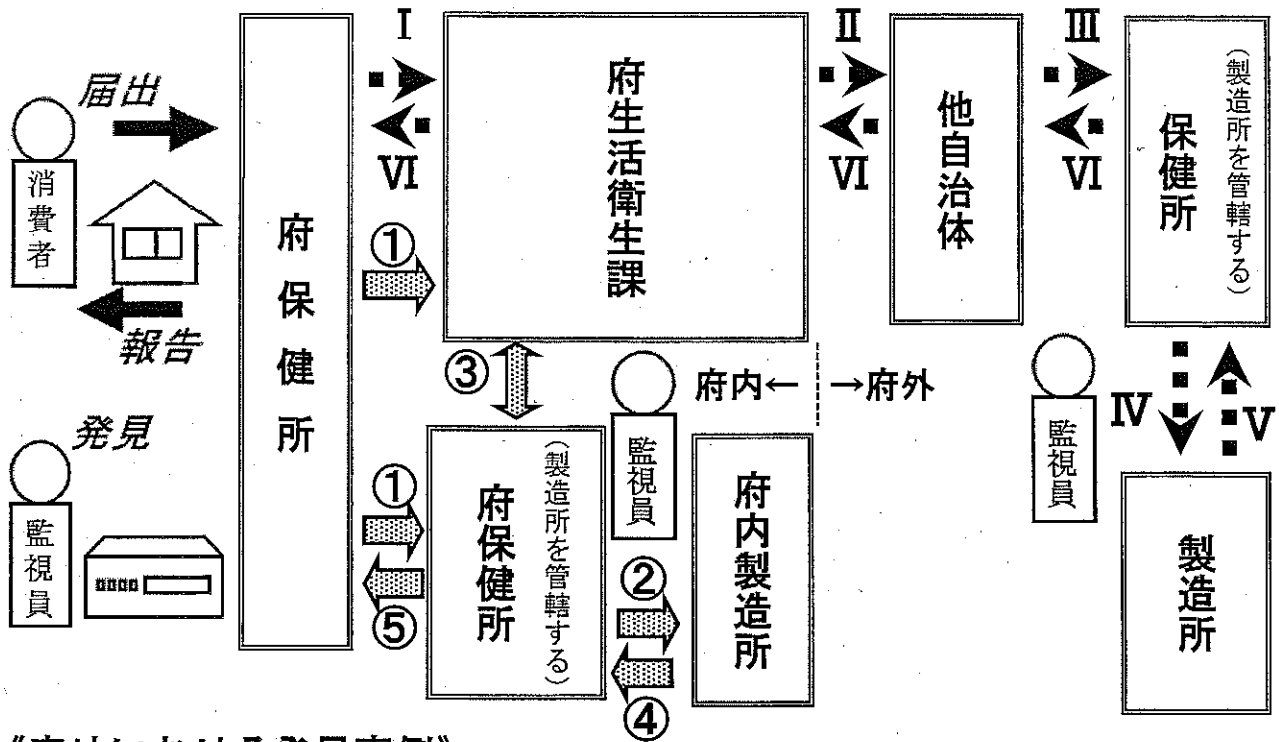 届出
消費者
報告
発見
監視員
府保健所
Ⅰ
Ⅵ
①
府生活衛生課
Ⅱ
Ⅵ
他自治体
Ⅲ
Ⅵ
保健所
(製造所を管轄する)
③
府内←
→府外
監視員
①
⑤
府保健所
(製造所を管轄する)
②
④
府内製造所
監視員
Ⅳ
Ⅴ
製造所